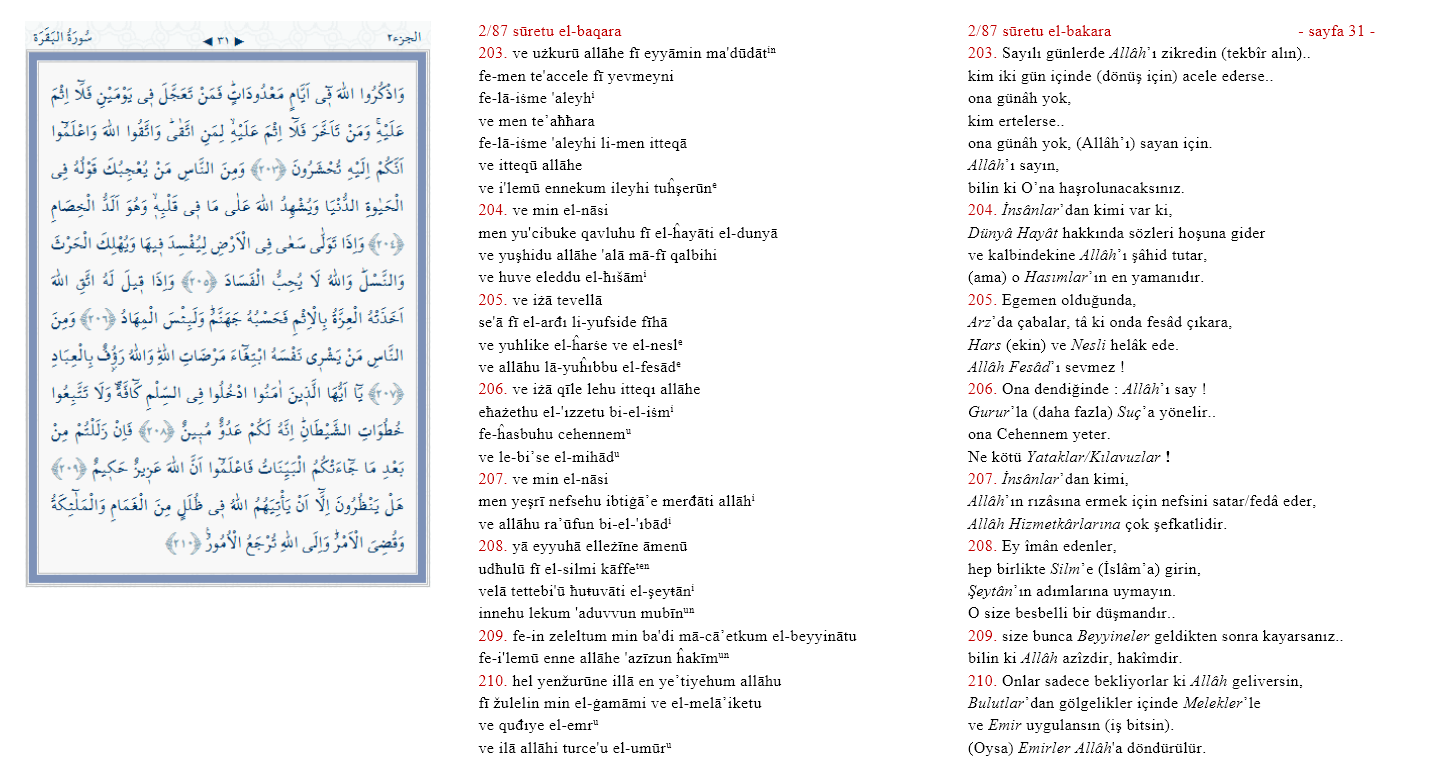 سُورَةُ الْبَقَرَةِ ◀ ٣١ ▶ الجزء٢
وَاذْكُرُوا اللّٰهَ فٖٓي اَيَّامٍ مَعْدُودَاتٍؕ فَمَنْ تَعَجَّلَ فٖي يَوْمَيْنِ فَلَٓا اِثْمَ
عَلَيْهِۚ وَمَنْ تَاَخَّرَ فَلَٓا اِثْمَ عَلَيْهِۙ لِمَنِ اتَّقٰىؕ وَاتَّقُوا اللّٰهَ وَاعْلَمُٓوا
اَنَّكُمْ اِلَيْهِ تُحْشَرُونَ ﴿٢٠٣﴾ وَمِنَ النَّاسِ مَنْ يُعْجِبُكَ قَوْلُهُ فِي
الْحَيٰوةِ الدُّنْيَا وَيُشْهِدُ اللّٰهَ عَلٰى مَا فٖي قَلْبِهٖۙ وَهُوَ اَلَدُّ الْخِصَامِ
﴿٢٠٤﴾ وَاِذَا تَوَلّٰى سَعٰى فِي الْاَرْضِ لِيُفْسِدَ فٖيهَا وَيُهْلِكَ الْحَرْثَ
وَالنَّسْلَؕ وَاللّٰهُ لَا يُحِبُّ الْفَسَادَ ﴿٢٠٥﴾ وَاِذَا قٖيلَ لَهُ اتَّقِ اللّٰهَ
اَخَذَتْهُ الْعِزَّةُ بِالْاِثْمِ فَحَسْبُهُ جَهَنَّمُؕ وَلَبِئْسَ الْمِهَادُ ﴿٢٠٦﴾ وَمِنَ
النَّاسِ مَنْ يَشْرٖي نَفْسَهُ ابْتِغَٓاءَ مَرْضَاتِ اللّٰهِؕ وَاللّٰهُ رَؤُ۫فٌ بِالْعِبَادِ
﴿٢٠٧﴾ يَٓا اَيُّهَا الَّذٖينَ اٰمَنُوا ادْخُلُوا فِي السِّلْمِ كَٓافَّةًࣕ وَلَا تَتَّبِعُوا
خُطُوَاتِ الشَّيْطَانِؕ اِنَّهُ لَكُمْ عَدُوٌّ مُبٖينٌ ﴿٢٠٨﴾ فَاِنْ زَلَلْتُمْ مِنْ
بَعْدِ مَا جَٓاءَتْكُمُ الْبَيِّنَاتُ فَاعْلَمُٓوا اَنَّ اللّٰهَ عَزٖيزٌ حَكٖيمٌ ﴿٢٠٩﴾
هَلْ يَنْظُرُونَ اِلَّٓا اَنْ يَأْتِيَهُمُ اللّٰهُ فٖي ظُلَلٍ مِنَ الْغَمَامِ وَالْمَلٰٓئِكَةُ
وَقُضِيَ الْاَمْرُؕ وَاِلَى اللّٰهِ تُرْجَعُ الْاُمُورُ ﴿٢١٠﴾
2/87 sūretu el-baqara
203. ve użkurū allāhe fī eyyāmin ma'dūdātⁱⁿ
fe-men te'accele fī yevmeyni
fe-lā-iśme 'aleyhⁱ
ve men te’aħħara
fe-lā-iśme 'aleyhi li-men itteqā
ve itteqū allāhe
ve i'lemū ennekum ileyhi tuĥşerūnᵉ
204. ve min el-nāsi
men yu'cibuke qavluhu fī el-ĥayāti el-dunyā
ve yuşhidu allāhe 'alā mā-fī qalbihi
ve huve eleddu el-ħıšāmⁱ
205. ve iżā tevellā
se'ā fī el-arđı li-yufside fīhā
ve yuhlike el-ĥarśe ve el-neslᵉ
ve allāhu lā-yuĥıbbu el-fesādᵉ
206. ve iżā qīle lehu itteqı allāhe
eħażethu el-'ızzetu bi-el-iśmⁱ
fe-ĥasbuhu cehennemᵘ
ve le-bi’se el-mihādᵘ
207. ve min el-nāsi
men yeşrī nefsehu ibtiġā’e merđāti allāhⁱ
ve allāhu ra’ūfun bi-el-'ıbādⁱ
208. yā eyyuhā elleżīne āmenū
udħulū fī el-silmi kāffeᵗᵉⁿ
velā tettebi'ū ħuŧuvāti el-şeyŧānⁱ
innehu lekum 'aduvvun mubīnᵘⁿ
209. fe-in zeleltum min ba'di mā-cā’etkum el-beyyinātu
fe-i'lemū enne allāhe 'azīzun ĥakīmᵘⁿ
210. hel yenžurūne illā en ye’tiyehum allāhu
fī žulelin min el-ġamāmi ve el-melā’iketu
ve quđıye el-emrᵘ
ve ilā allāhi turce'u el-umūrᵘ
2/87 sūretu el-bakara - sayfa 31 -
203. Sayılı günlerde Allâh’ı zikredin (tekbîr alın)..
kim iki gün içinde (dönüş için) acele ederse..
ona günâh yok,
kim ertelerse..
ona günâh yok, (Allâh’ı) sayan için.
Allâh’ı sayın,
bilin ki O’na haşrolunacaksınız.
204. İnsânlar’dan kimi var ki,
Dünyâ Hayât hakkında sözleri hoşuna gider
ve kalbindekine Allâh’ı şâhid tutar,
(ama) o Hasımlar’ın en yamanıdır.
205. Egemen olduğunda,
Arz’da çabalar, tâ ki onda fesâd çıkara,
Hars (ekin) ve Nesli helâk ede.
Allâh Fesâd’ı sevmez !
206. Ona dendiğinde : Allâh’ı say !
Gurur’la (daha fazla) Suç’a yönelir..
ona Cehennem yeter.
Ne kötü Yataklar/Kılavuzlar !
207. İnsânlar’dan kimi,
Allâh’ın rızâsına ermek için nefsini satar/fedâ eder,
Allâh Hizmetkârlarına çok şefkatlidir.
208. Ey îmân edenler,
hep birlikte Silm’e (İslâm’a) girin,
Şeytân’ın adımlarına uymayın.
O size besbelli bir düşmandır..
209. size bunca Beyyineler geldikten sonra kayarsanız..
bilin ki Allâh azîzdir, hakîmdir.
210. Onlar sadece bekliyorlar ki Allâh geliversin,
Bulutlar’dan gölgelikler içinde Melekler’le
ve Emir uygulansın (iş bitsin).
(Oysa) Emirler Allâh'a döndürülür.